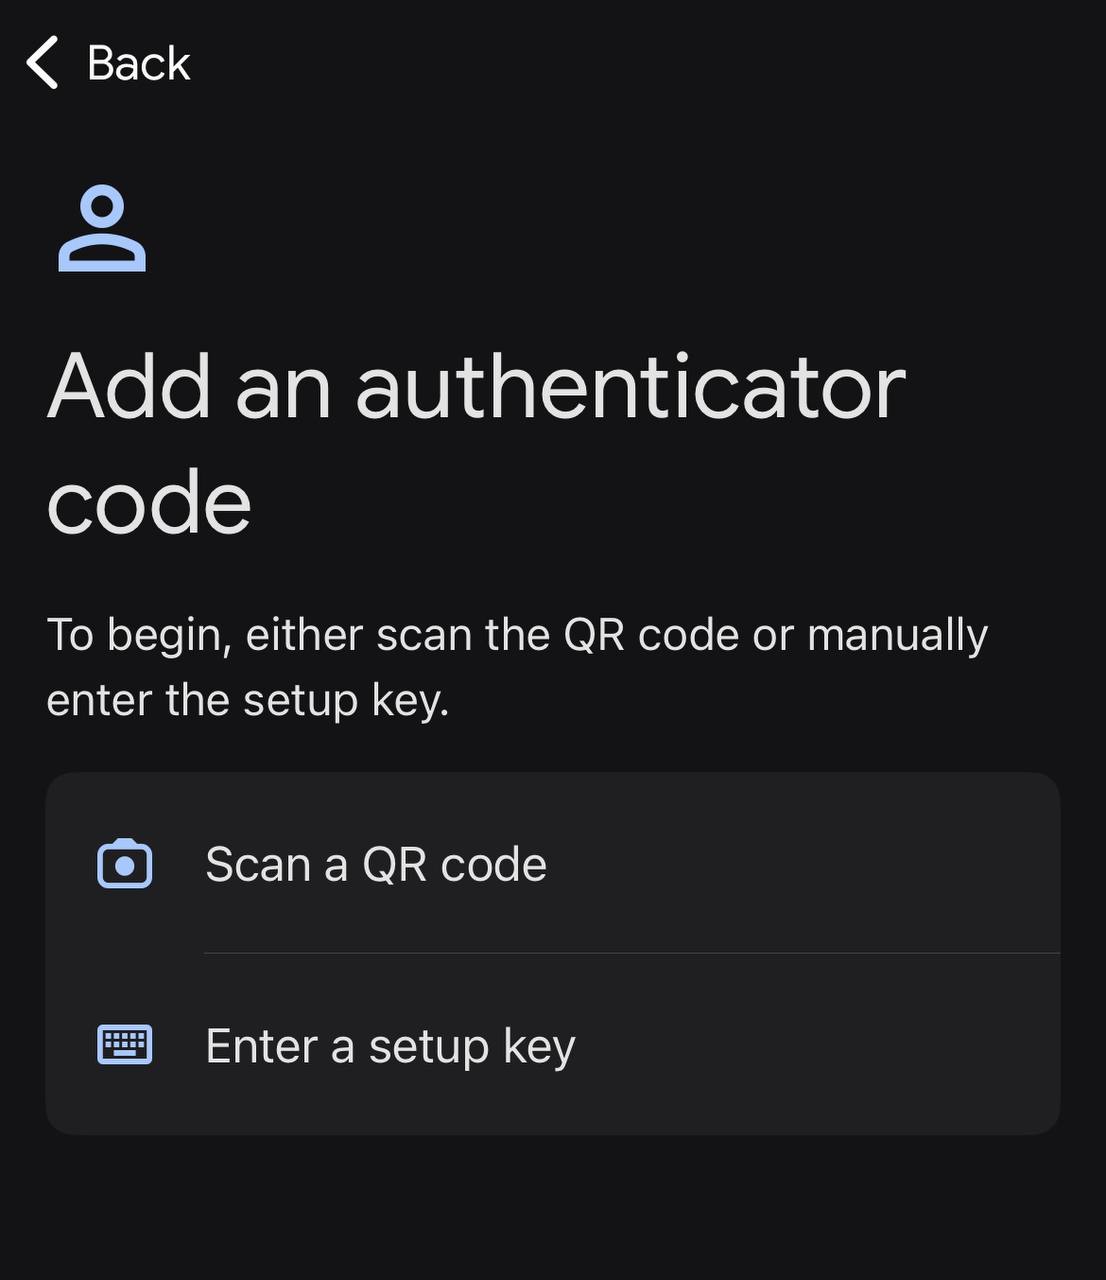 Back
Add an authenticator
code
To begin, either scan the QR code or manually
enter the setup key.
Scan a QR code
Enter a setup key